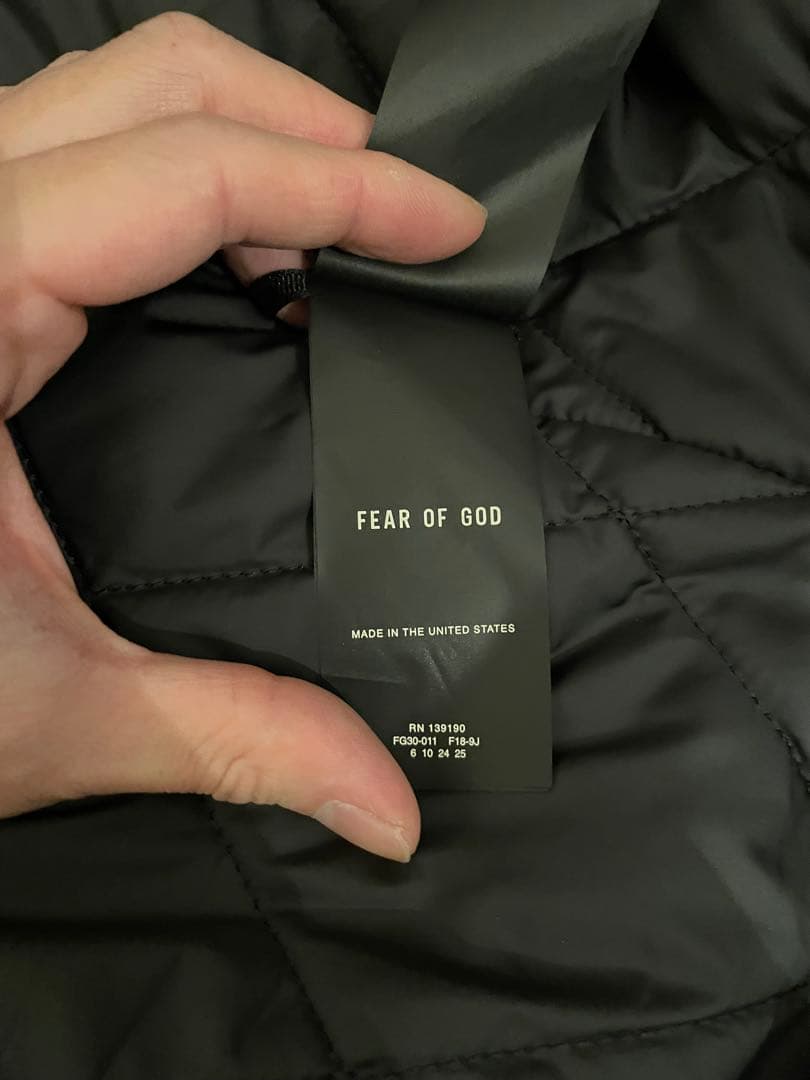 FEAR OF GOD
MADE IN THE UNITED STATES
RN 139190
FG30-011 F18-9J
6 10 24 25